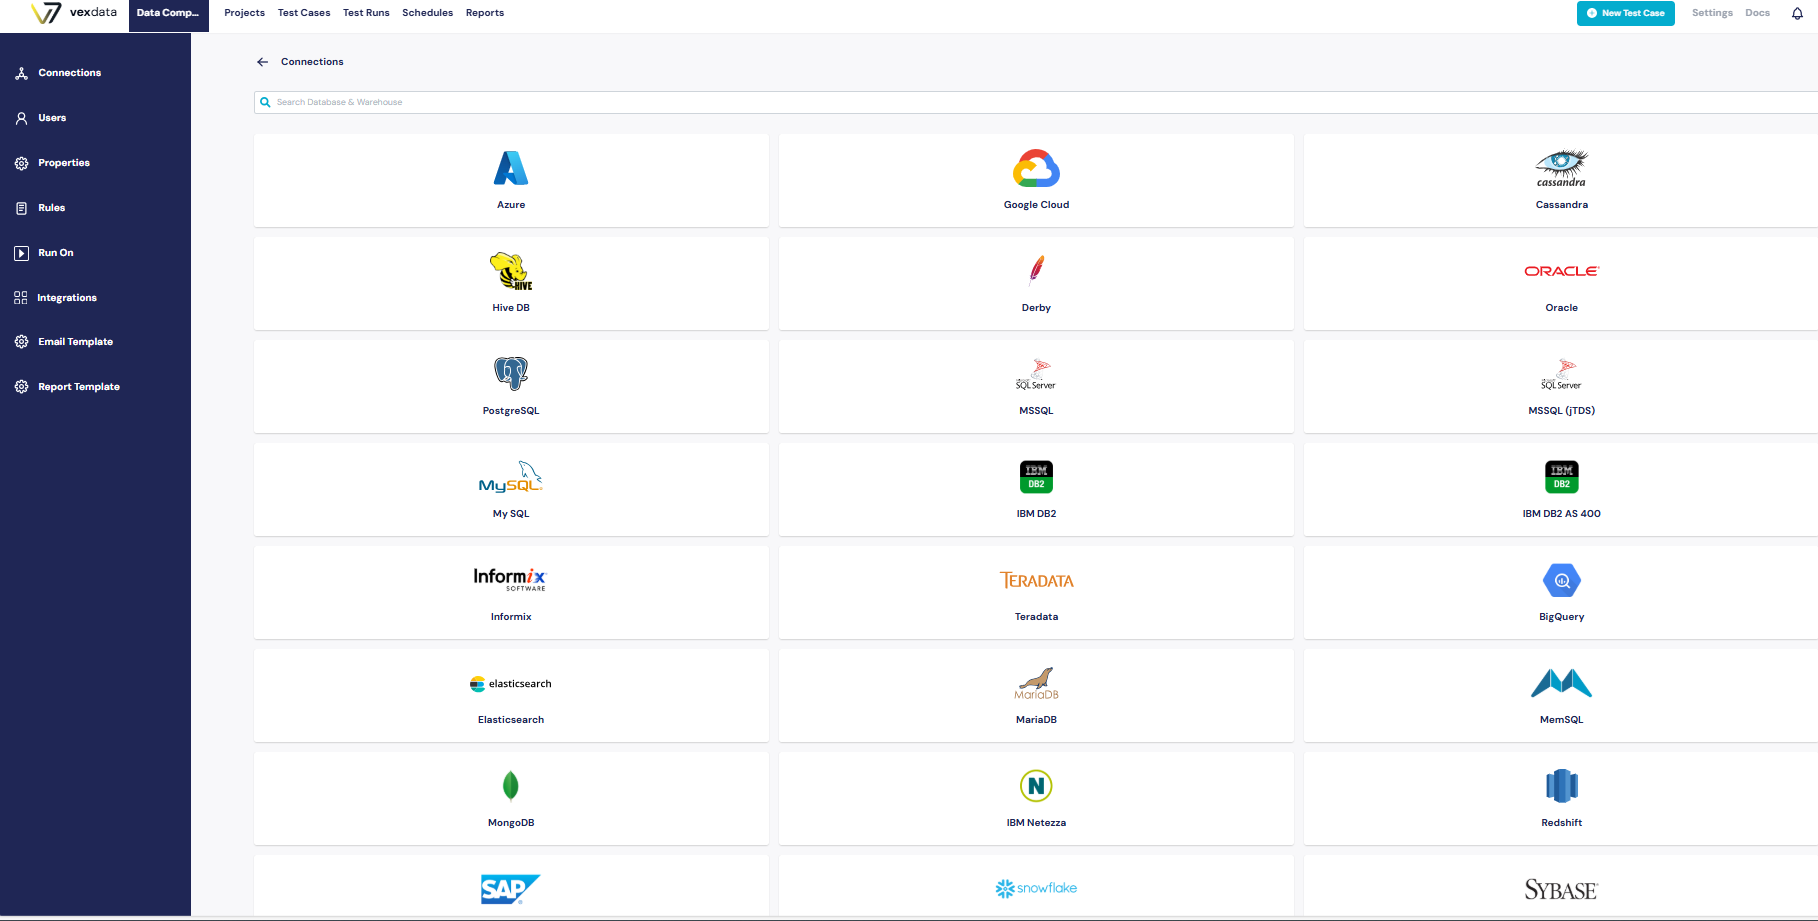 vexdata
Data Comp...
Projects
Test Cases
Test Runs
Schedules
Reports
New Test Case
Settings
Docs
Connections
Users
Properties
Rules
Run On
Integrations
Email Template
Report Template
Connections
Search Database & Warehouse
Azure
Google Cloud
cassandra
Cassandra
HIVE
Hive DB
Derby
ORACLE
Oracle
PostgreSQL
SQL Server
MSSQL
SQL Server
MSSQL (jTDS)
MySQL
My SQL
IBM
DB2
IBM DB2
IBM
DB2
IBM DB2 AS 400
Informix
SOFTWARE
Informix
TERADATA
Teradata
BigQuery
elasticsearch
Elasticsearch
MariaDB
MariaDB
MemSQL
MongoDB
N
IBM Netezza
Redshift
SAP
snowflake
SYBASE